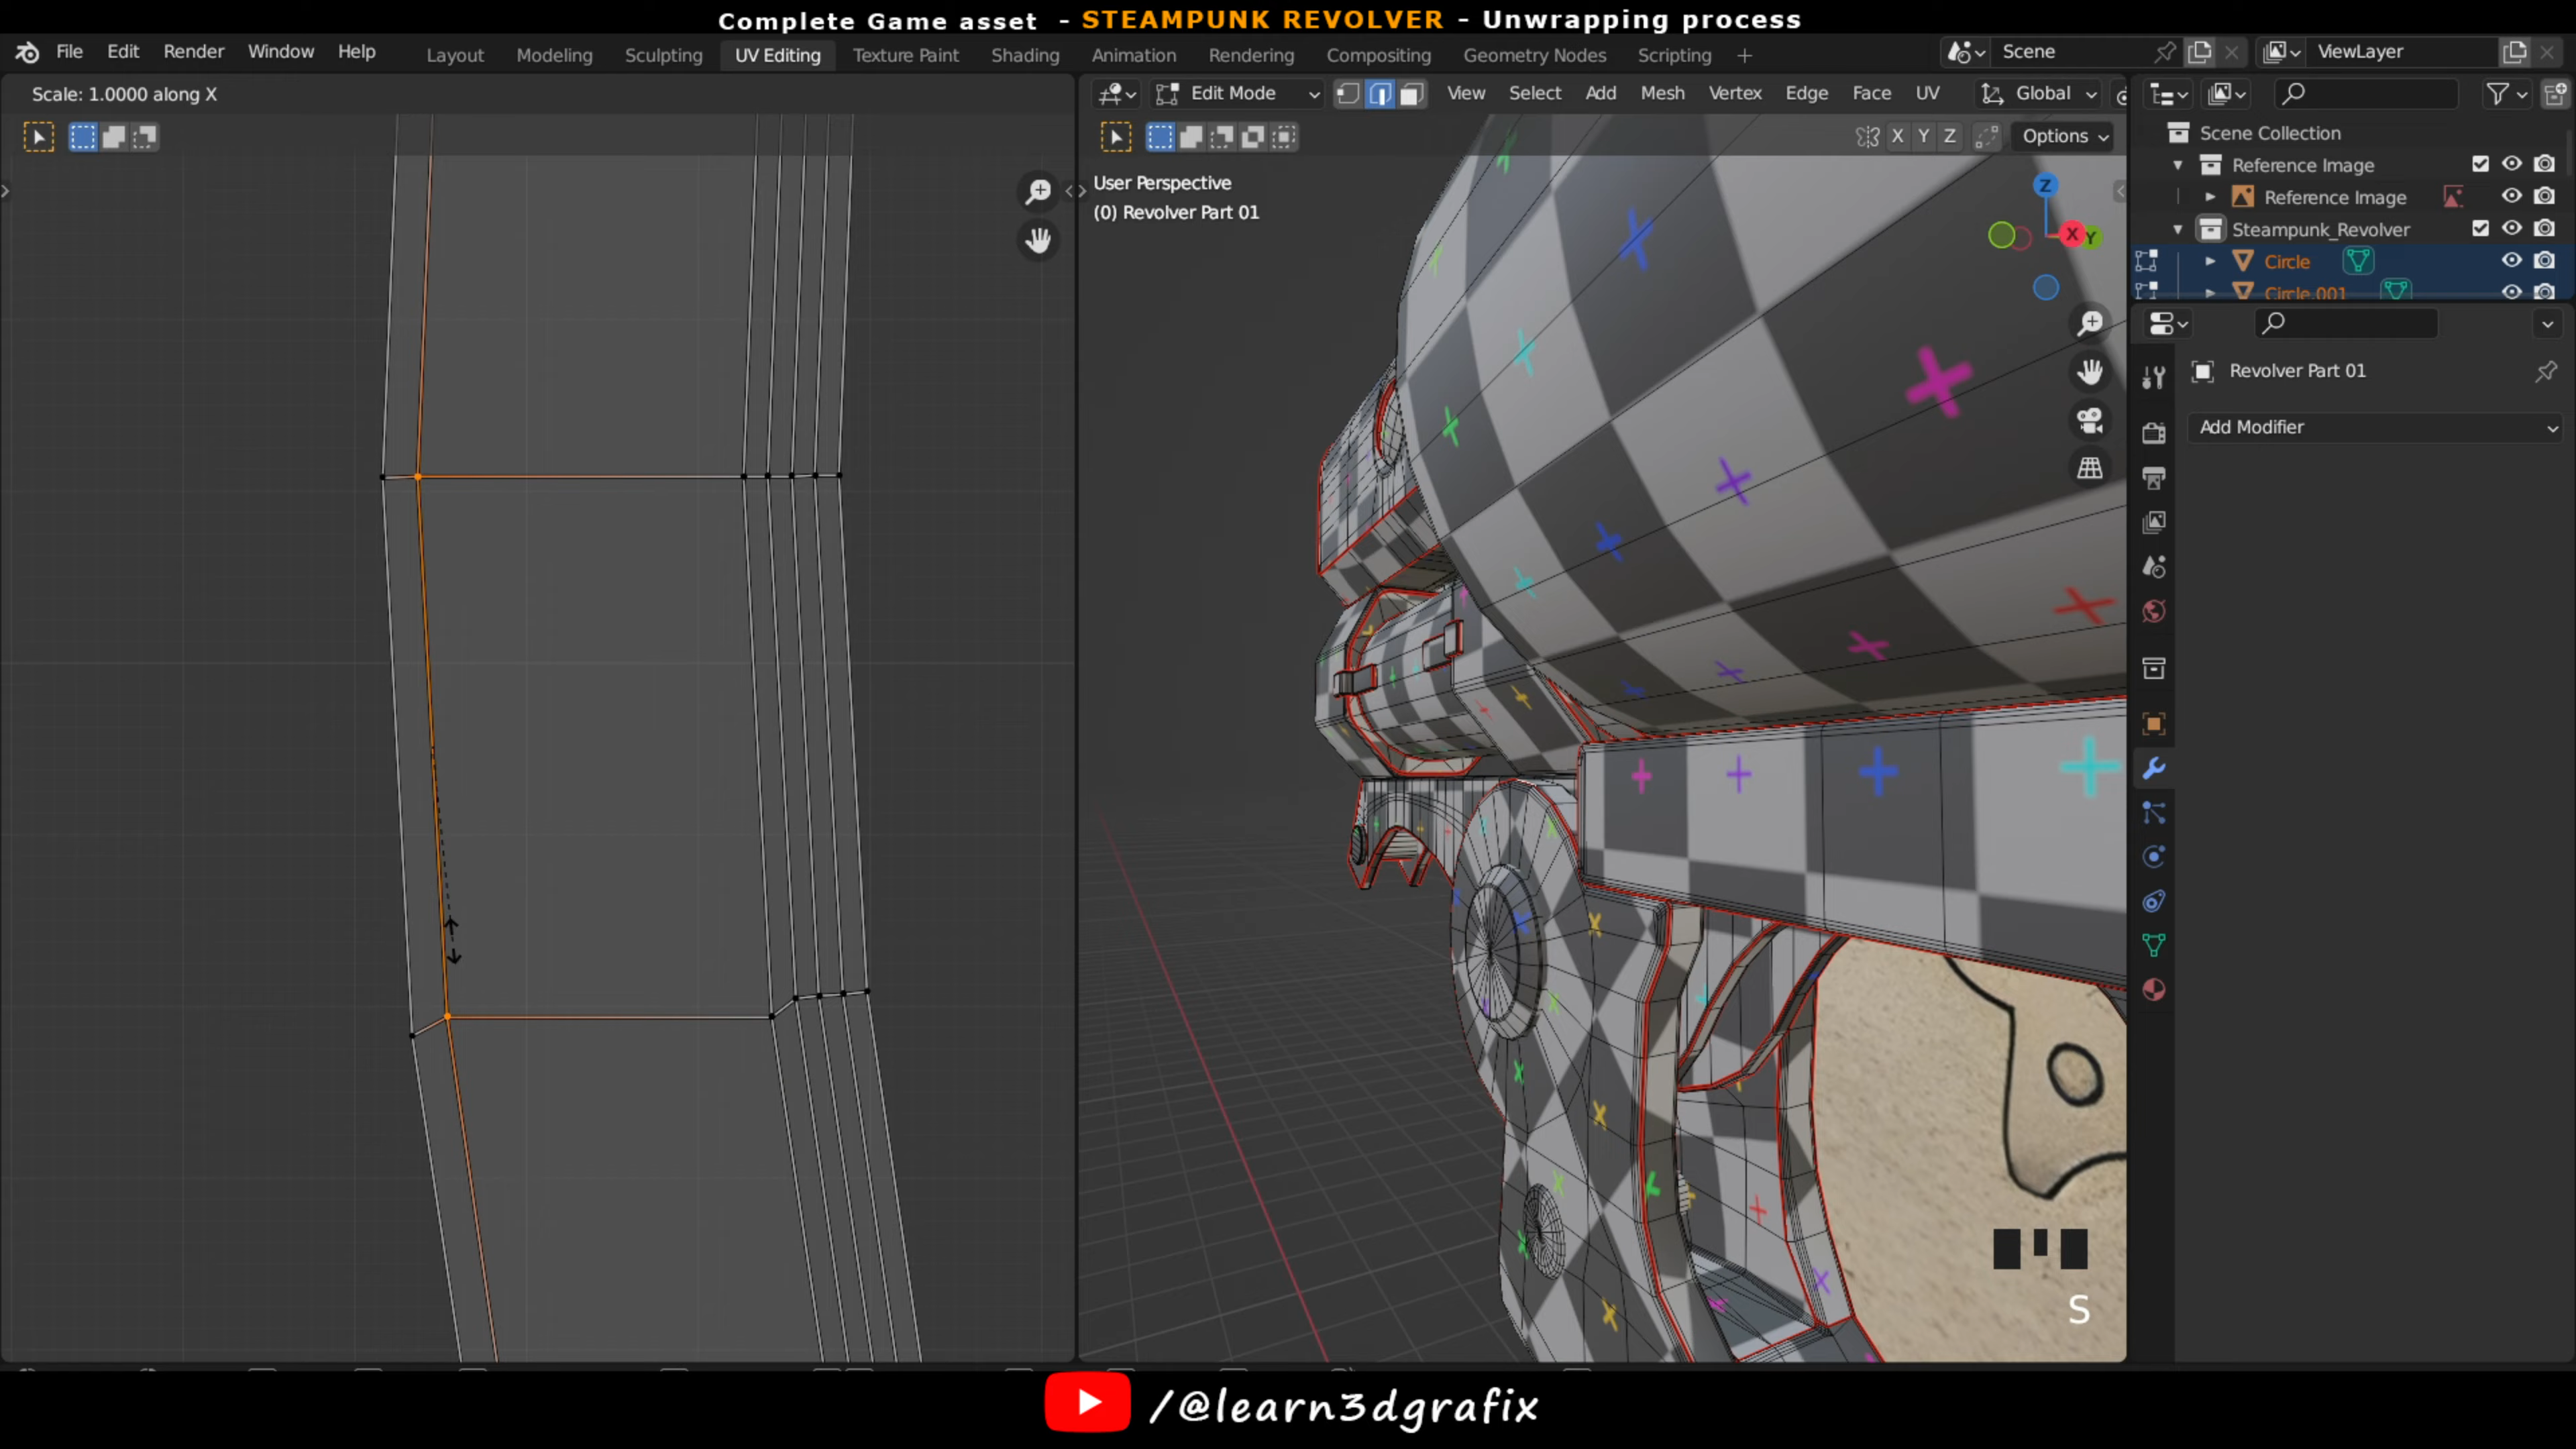 Complete Game asset - STEAMPUNK REVOLVER - Unwrapping process
File Edit Render Window Help Layout Modeling Sculpting UV Editing Texture Paint Shading Animation Rendering Compositing Geometry Nodes Scripting + Scene ViewLayer
Scale: 1.0000 along X
Edit Mode View Select Add Mesh Vertex Edge Face UV Global
X Y Z Options
User Perspective
(0) Revolver Part 01
Z
X Y
Scene Collection
Reference Image
Reference Image
Steampunk_Revolver
Circle
Circle.001
Revolver Part 01
Add Modifier
S
/@learn3dgrafix